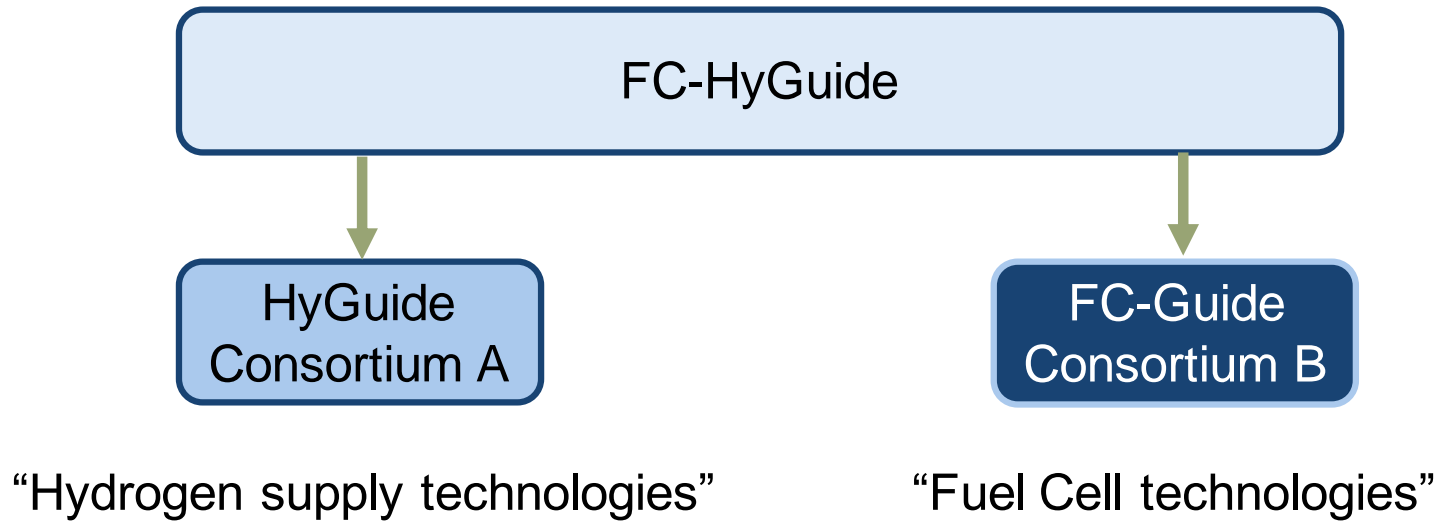 FC-HyGuide
HyGuide
Consortium A
FC-Guide
Consortium B
“Hydrogen supply technologies”
“Fuel Cell technologies”